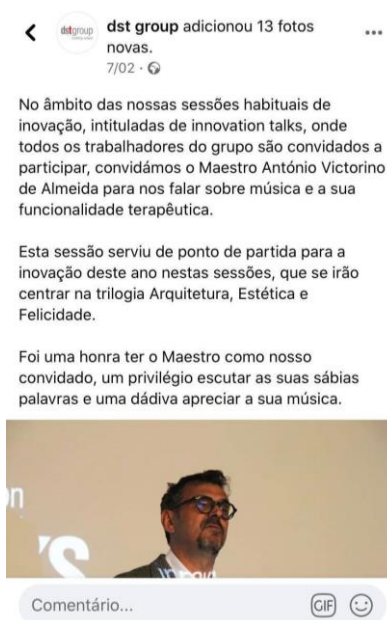 dstgroup
dst group adicionou 13 fotos
novas.
7/02 ·
No âmbito das nossas sessões habituais de
inovação, intituladas de innovation talks, onde
todos os trabalhadores do grupo são convidados a
participar, convidámos o Maestro António Victorino
de Almeida para nos falar sobre música e a sua
funcionalidade terapêutica.
Esta sessão serviu de ponto de partida para a
inovação deste ano nestas sessões, que se irão
centrar na trilogia Arquitetura, Estética e
Felicidade.
Foi uma honra ter o Maestro como nosso
convidado, um privilégio escutar as suas sábias
palavras e uma dádiva apreciar a sua música.
Comentário...
GIF